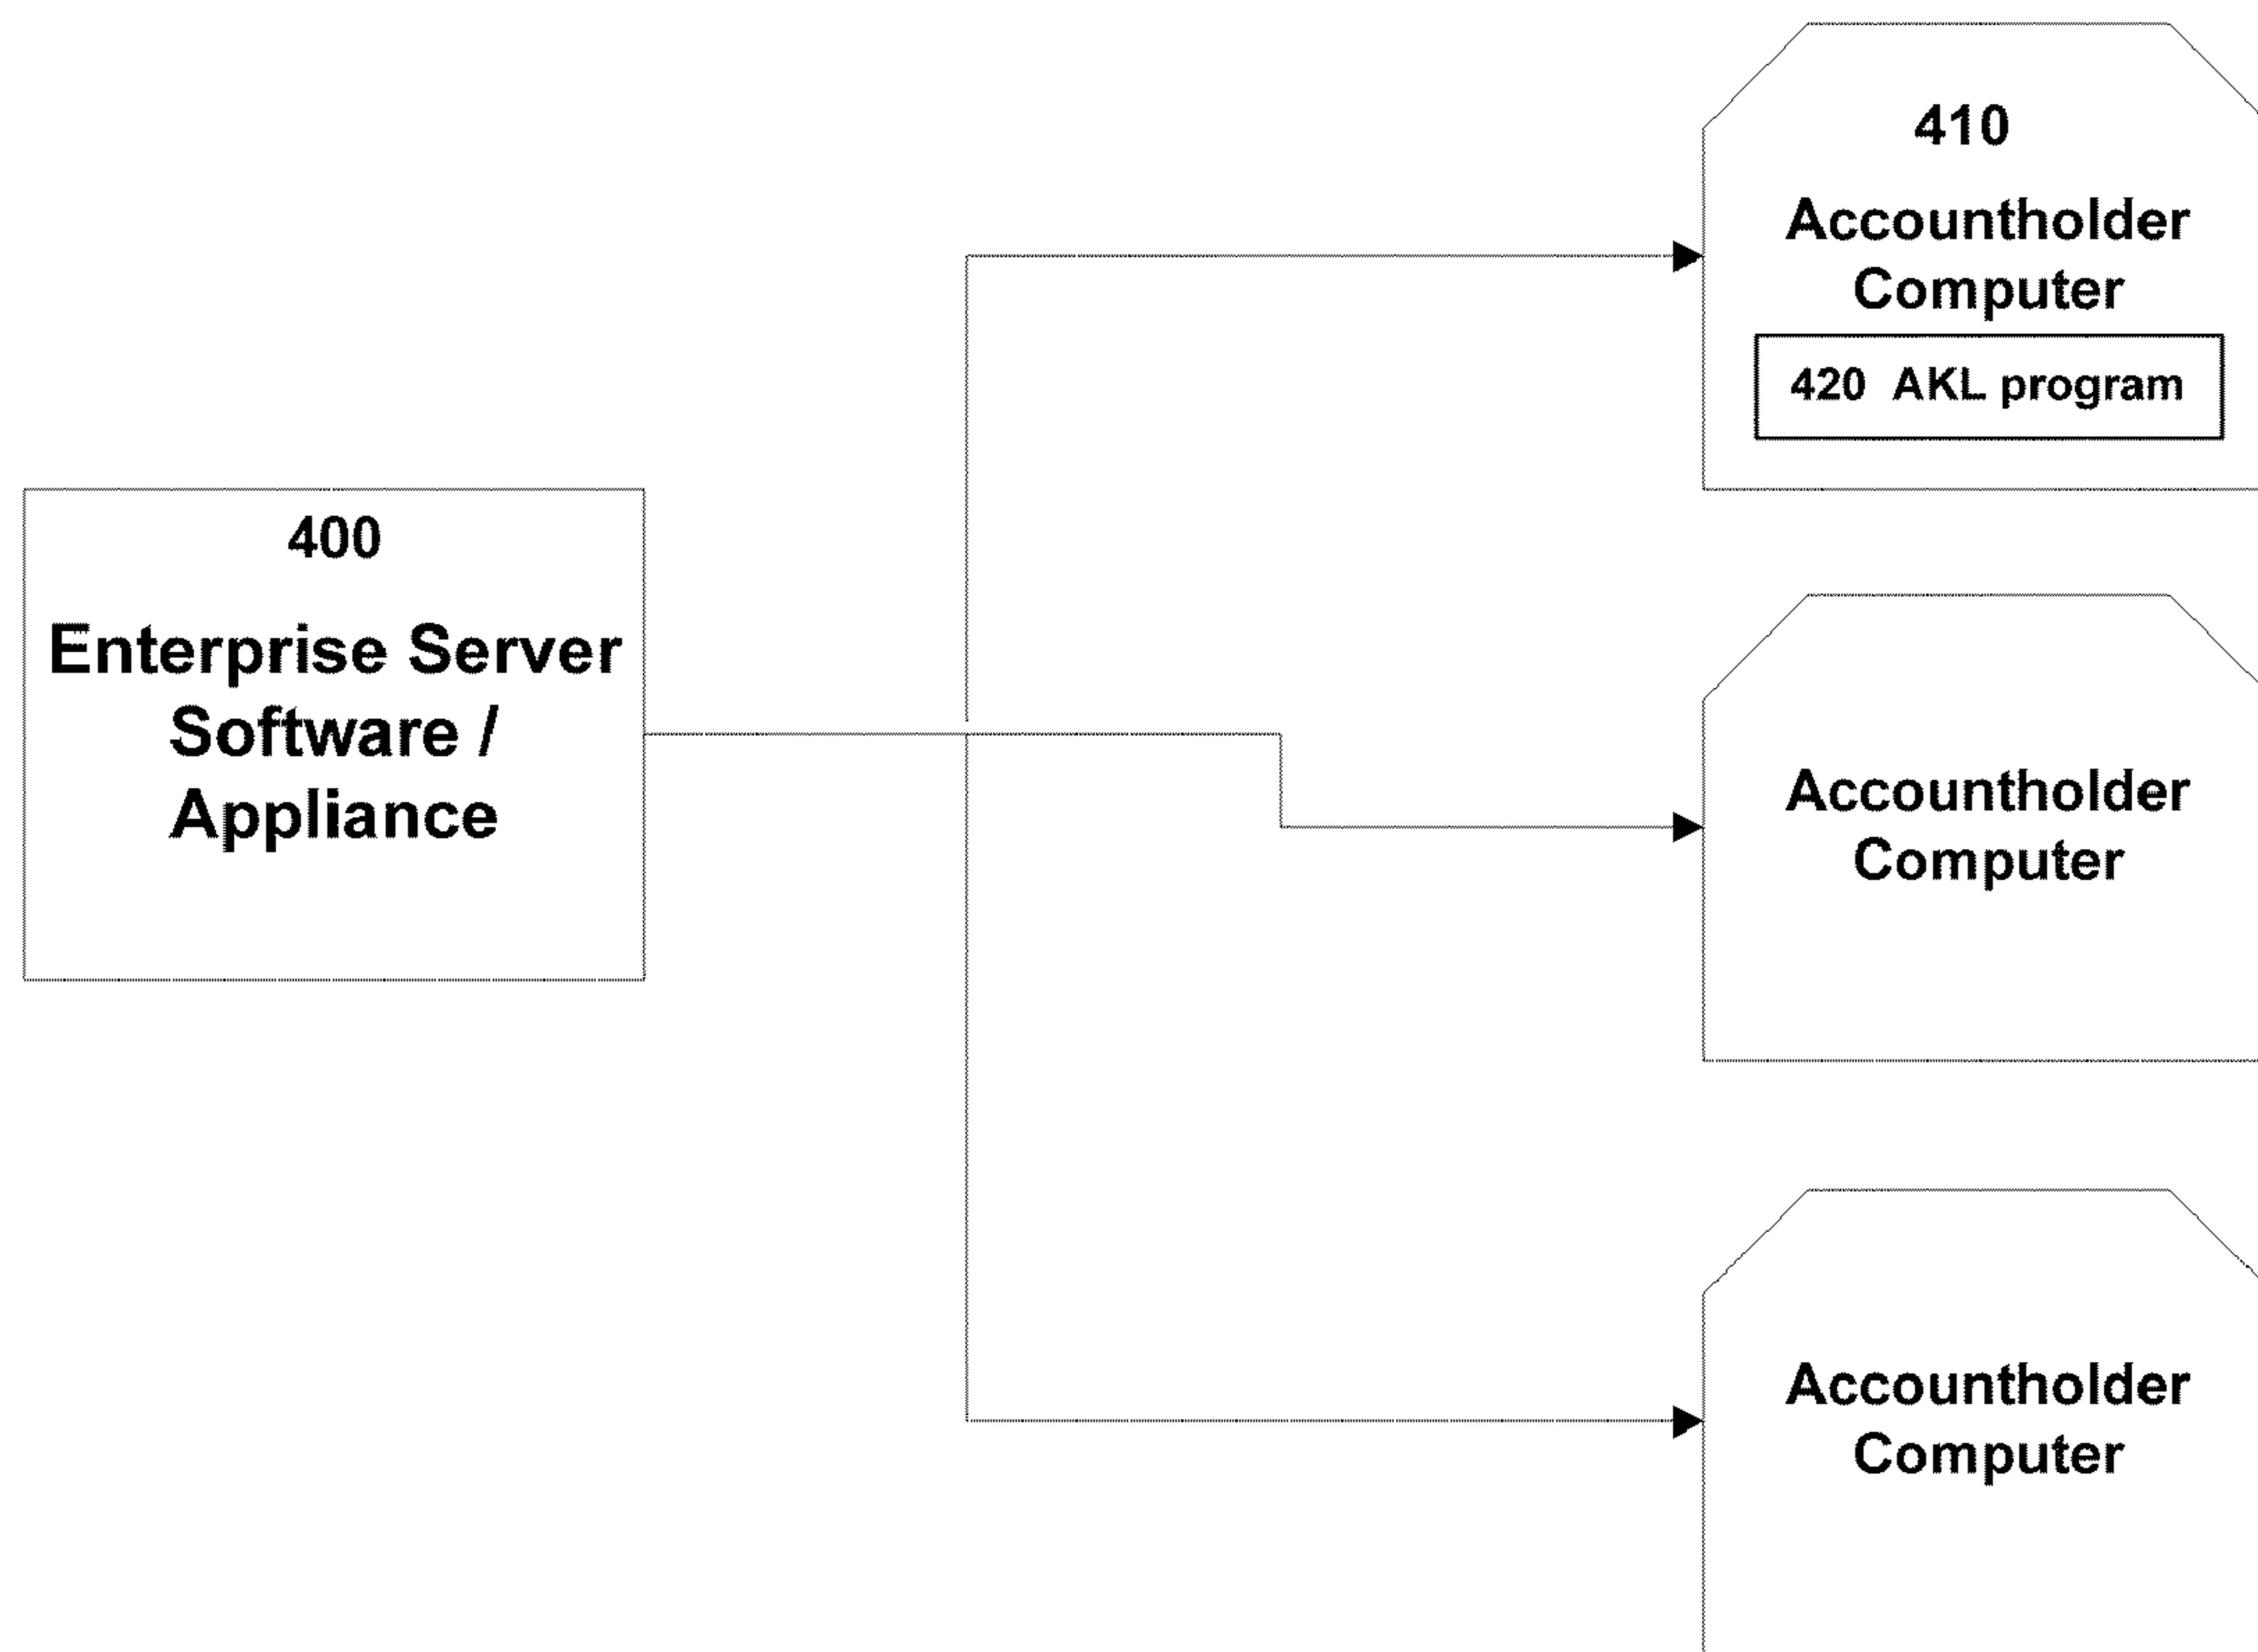 410
Accountholder
Computer
420 AKL program
400
Enterprise Server
Software /
Appliance
Accountholder
Computer
Accountholder
Computer